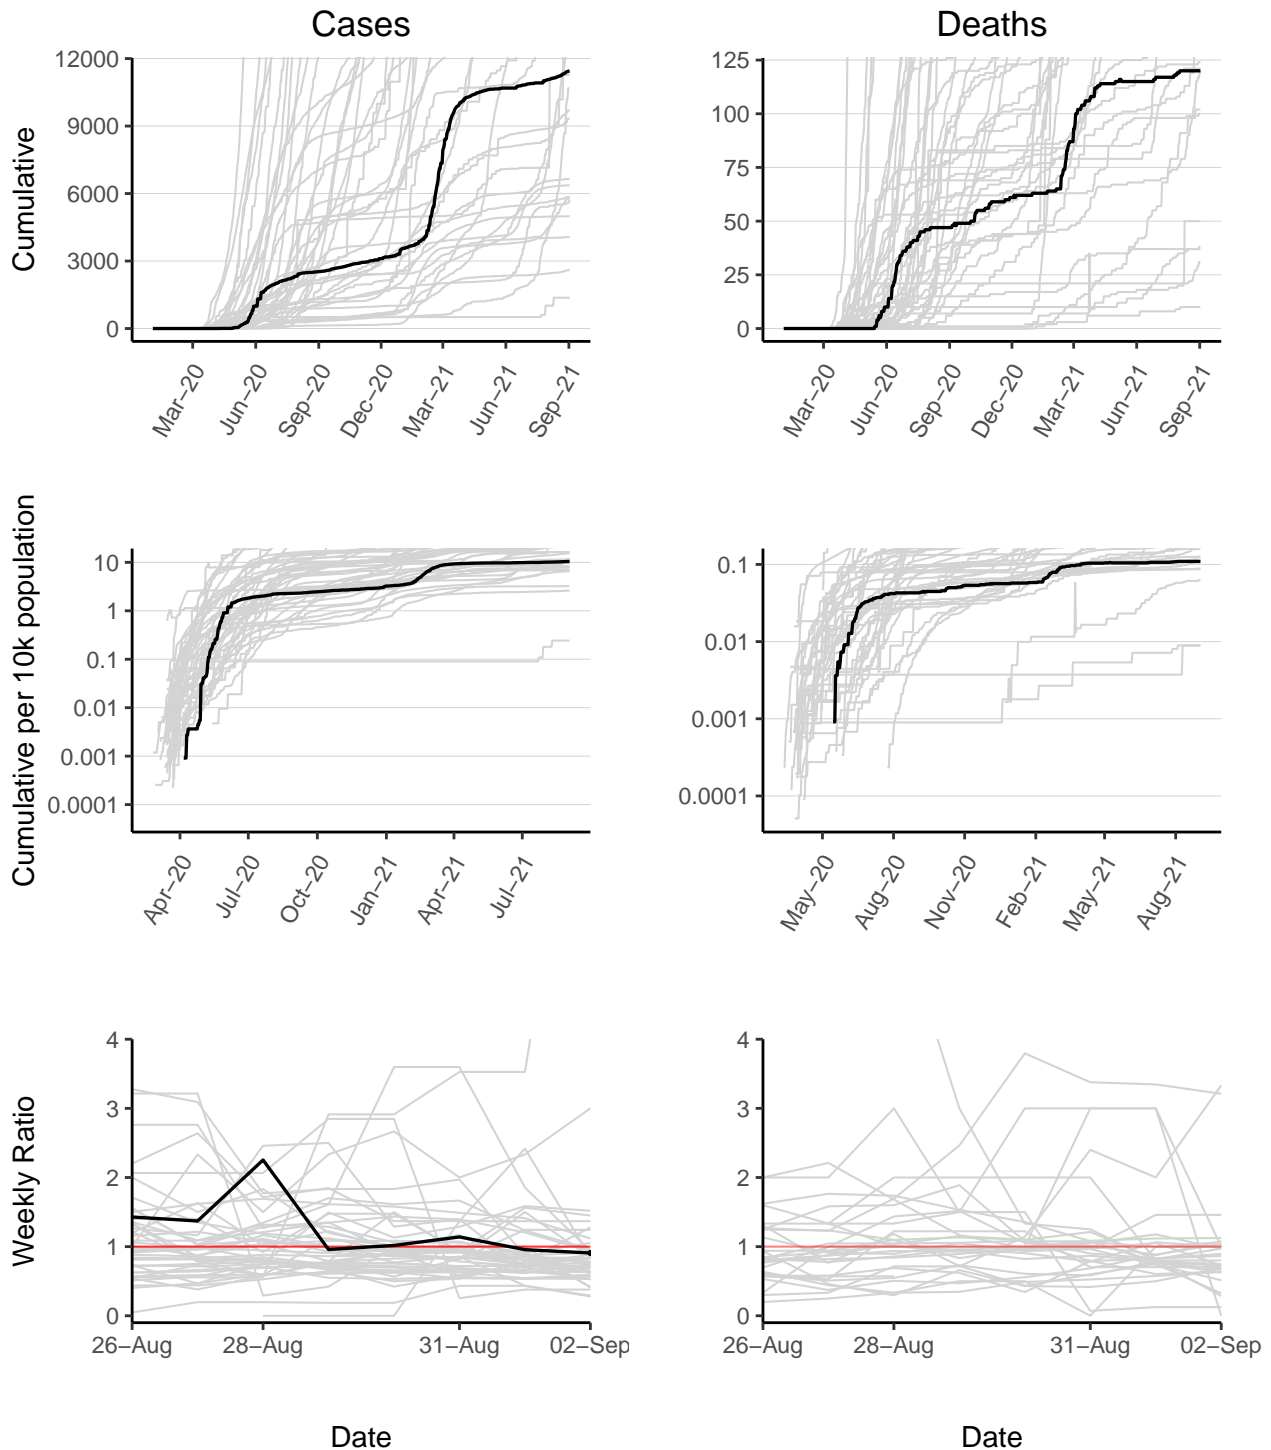 Cases
Deaths
Cumulative
12000
9000
6000
3000
0
Mar−20
Jun−20
Sep−20
Dec−20
Mar−21
Jun−21
Sep−21
125
100
75
50
25
0
Mar−20
Jun−20
Sep−20
Dec−20
Mar−21
Jun−21
Sep−21
Cumulative per 10k population
10
1
0.1
0.01
0.001
0.0001
Apr−20
Jul−20
Oct−20
Jan−21
Apr−21
Jul−21
0.1
0.01
0.001
0.0001
May−20
Aug−20
Nov−20
Feb−21
May−21
Aug−21
Weekly Ratio
4
3
2
1
0
26−Aug
28−Aug
31−Aug
02−Sep
4
3
2
1
0
26−Aug
28−Aug
31−Aug
02−Sep
Date
Date